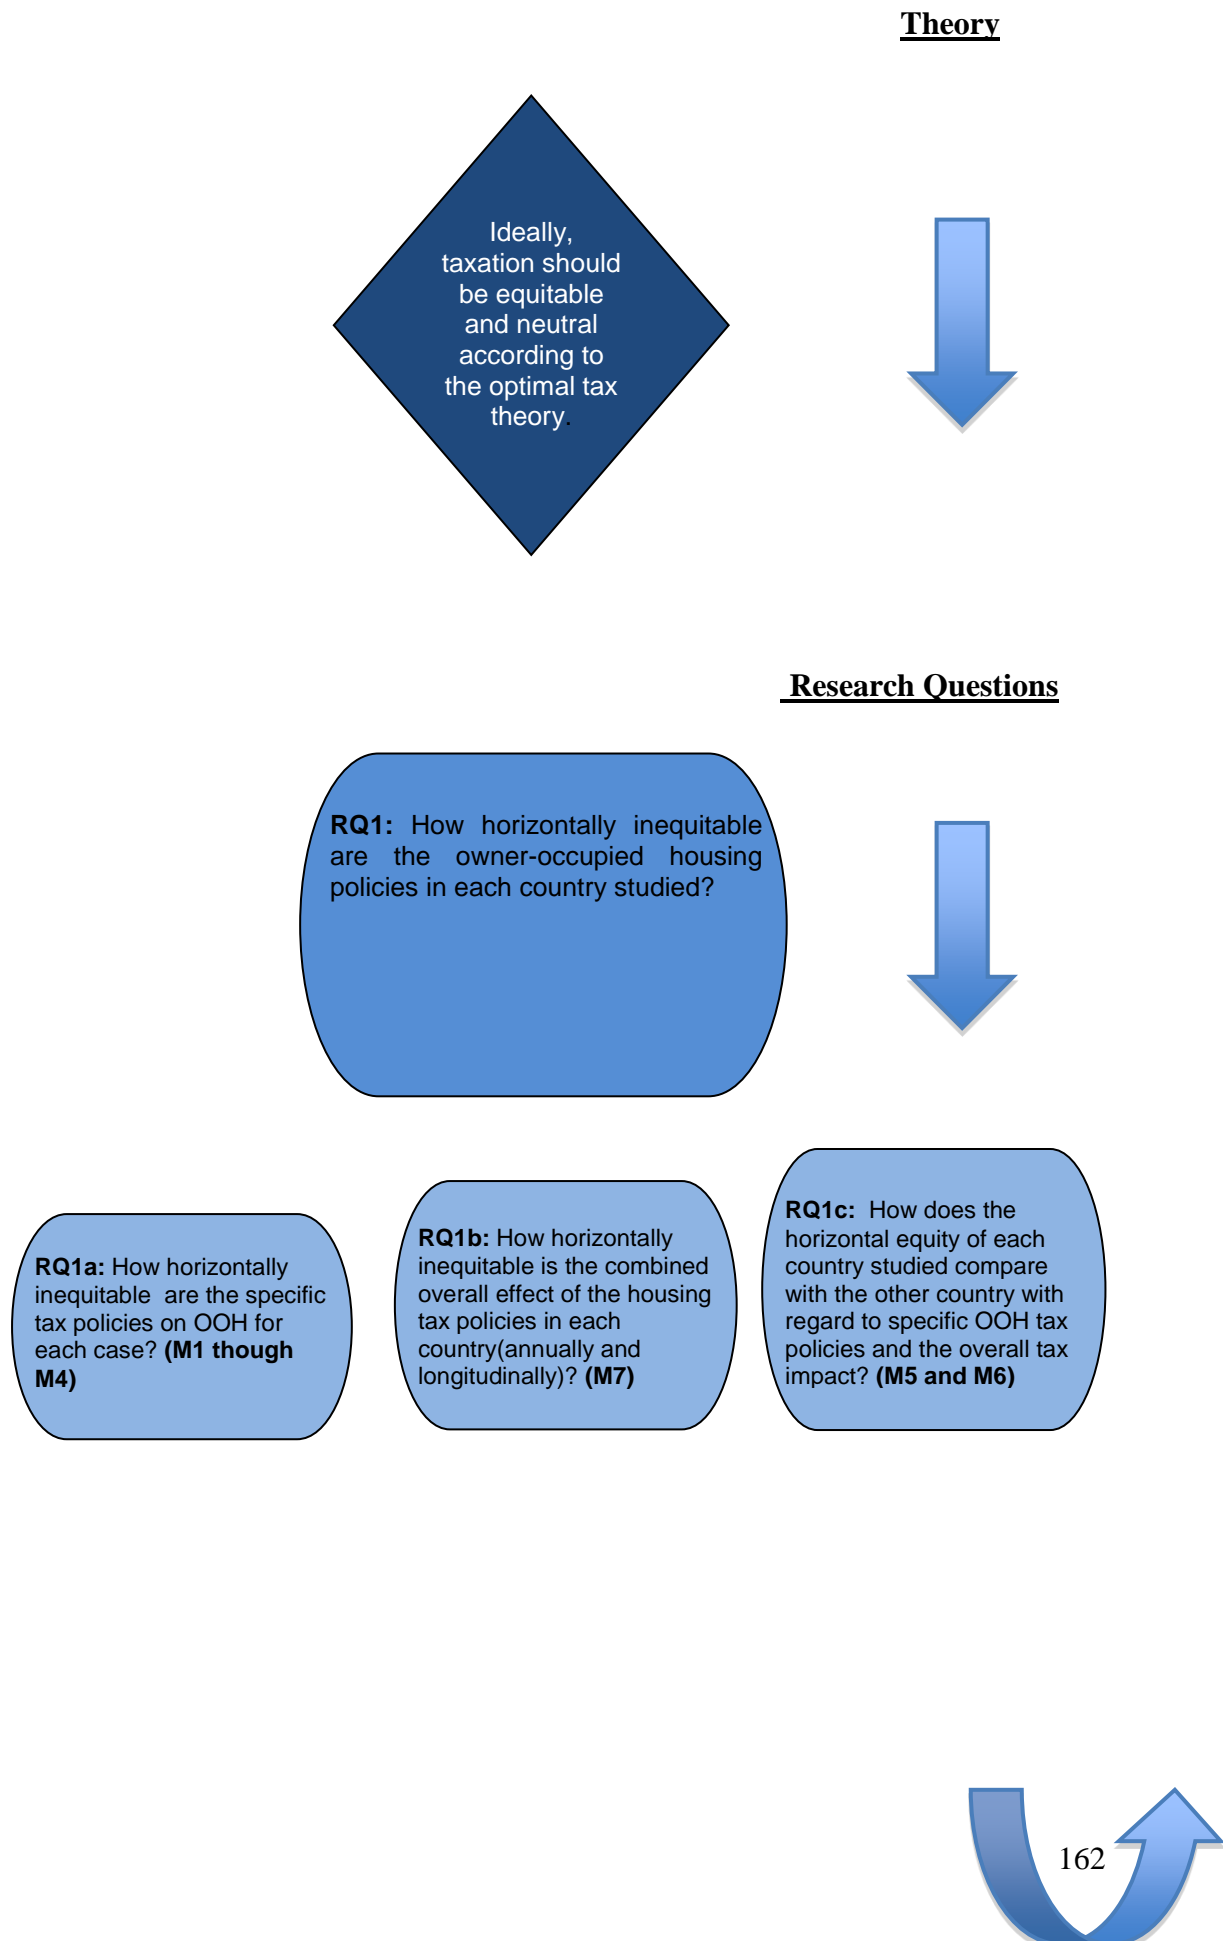 Theory
Ideally,
taxation should
be equitable
and neutral
according to
the optimal tax
theory.
Research Questions
RQ1: How horizontally inequitable
are the owner-occupied housing
policies in each country studied?
RQ1a: How horizontally
inequitable are the specific
tax policies on OOH for
each case? (M1 though
M4)
RQ1b: How horizontally
inequitable is the combined
overall effect of the housing
tax policies in each
country(annually and
longitudinally)? (M7)
RQ1c: How does the
horizontal equity of each
country studied compare
with the other country with
regard to specific OOH tax
policies and the overall tax
impact? (M5 and M6)
162